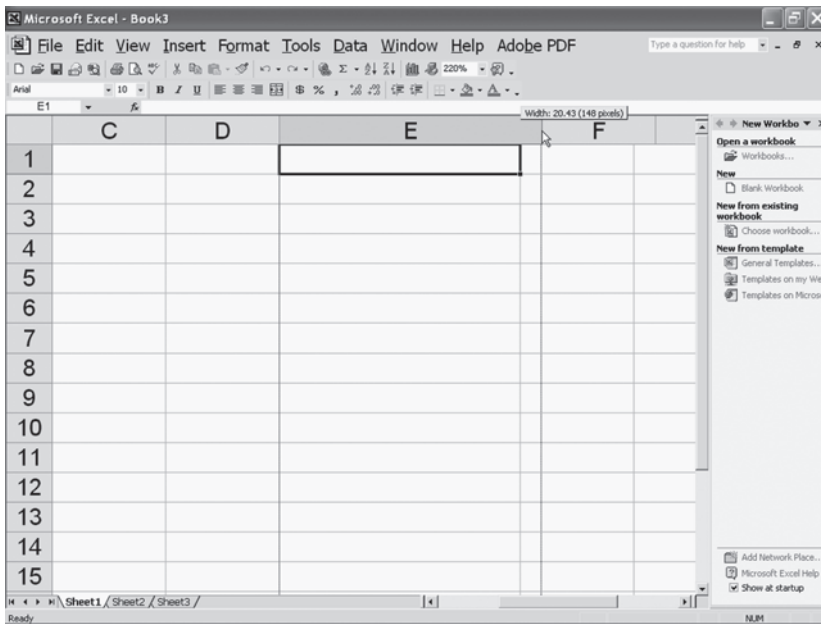 Microsoft Excel - Book3
File Edit View Insert Format Tools Data Window Help Adobe PDF Type a question for help
220%
Arial 10 B I U $ % ,
E1 fx
Width: 20.43 (148 pixels)
C D E F
1
2
3
4
5
6
7
8
9
10
11
12
13
14
15
New Workbo
Open a workbook
Workbooks...
New
Blank Workbook
New from existing
workbook
Choose workbook...
New from template
General Templates...
Templates on my We
Templates on Micros
Add Network Place...
Microsoft Excel Help
Show at startup
Sheet1 Sheet2 Sheet3
Ready NUM